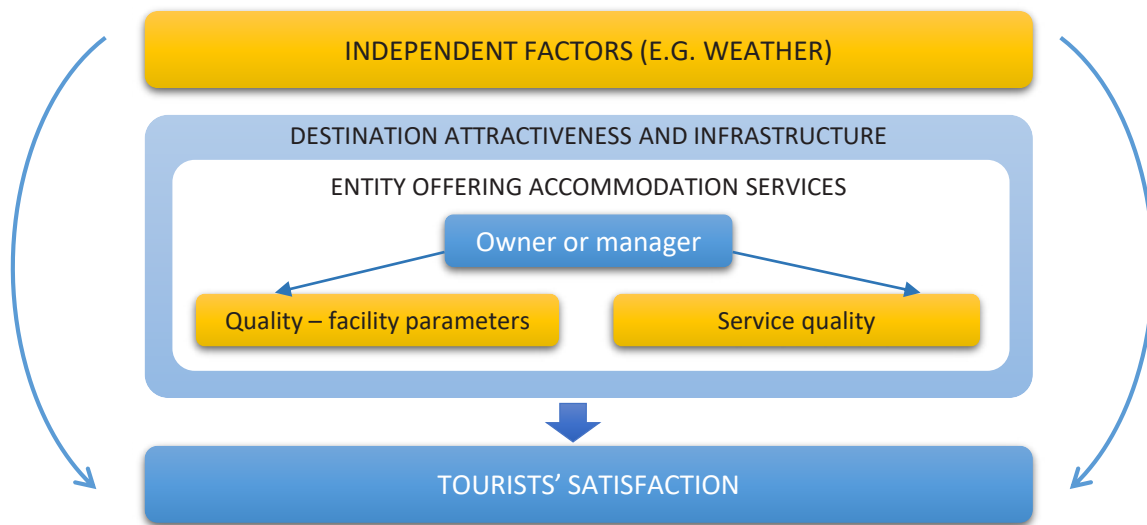 INDEPENDENT FACTORS (E.G. WEATHER)
DESTINATION ATTRACTIVENESS AND INFRASTRUCTURE
ENTITY OFFERING ACCOMMODATION SERVICES
Owner or manager
Quality – facility parameters
Service quality
TOURISTS’ SATISFACTION